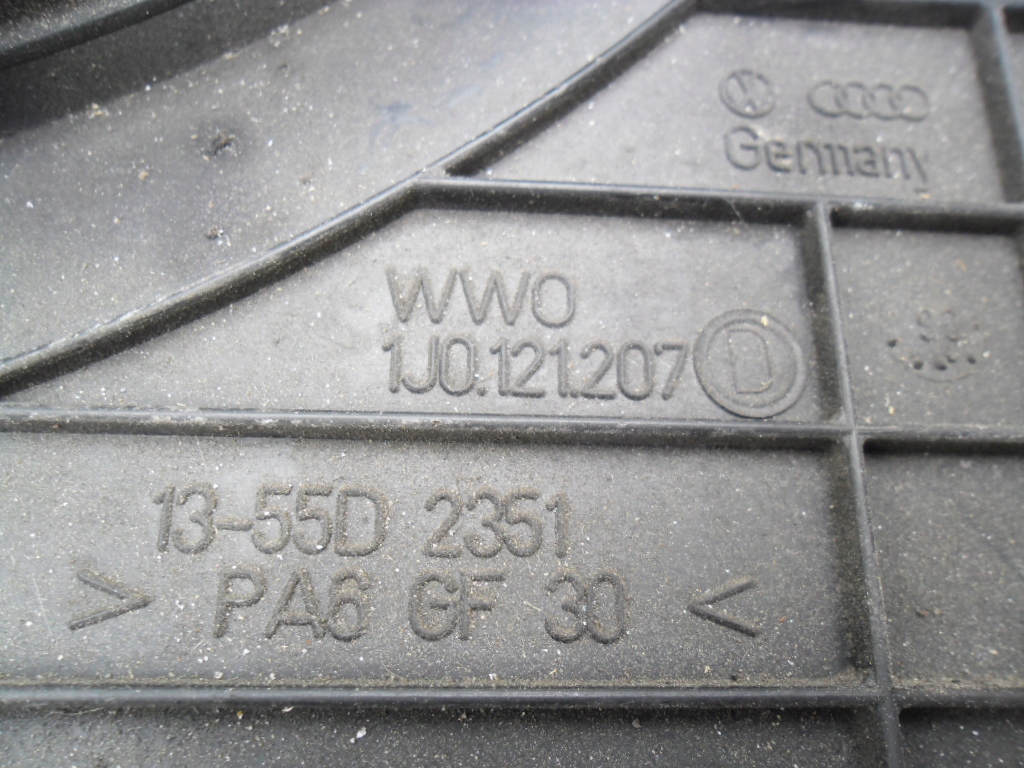 Germany
WWO
1J0.121.207 D
13-55D 2351
> PA6 GF 30 <